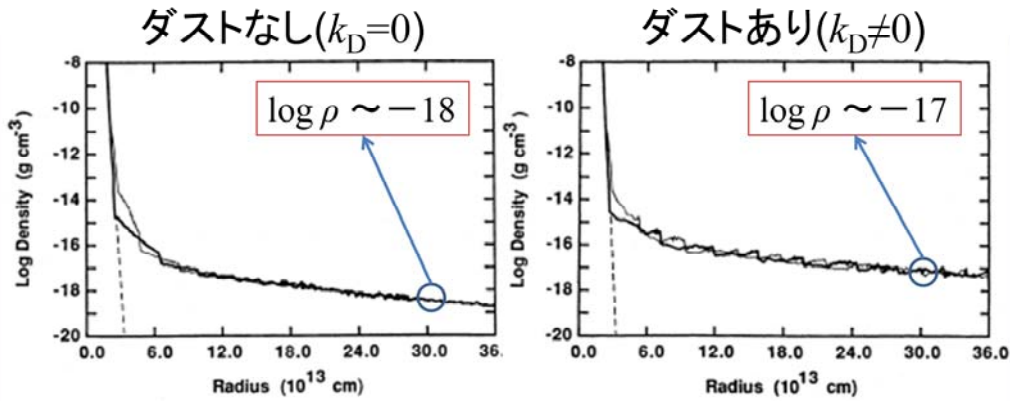 ダストなし(kD=0)
ダストあり(kD≠0)
Log Density (g cm-3)
-8
-10
-12
-14
-16
-18
-20
log ρ ~ −18
0.0 6.0 12.0 18.0 24.0 30.0 36.
Radius (10 13 cm)
Log Density (g cm-3)
-8
-10
-12
-14
-16
-18
-20
log ρ ~ −17
0.0 6.0 12.0 18.0 24.0 30.0 36.0
Radius (10 13 cm)